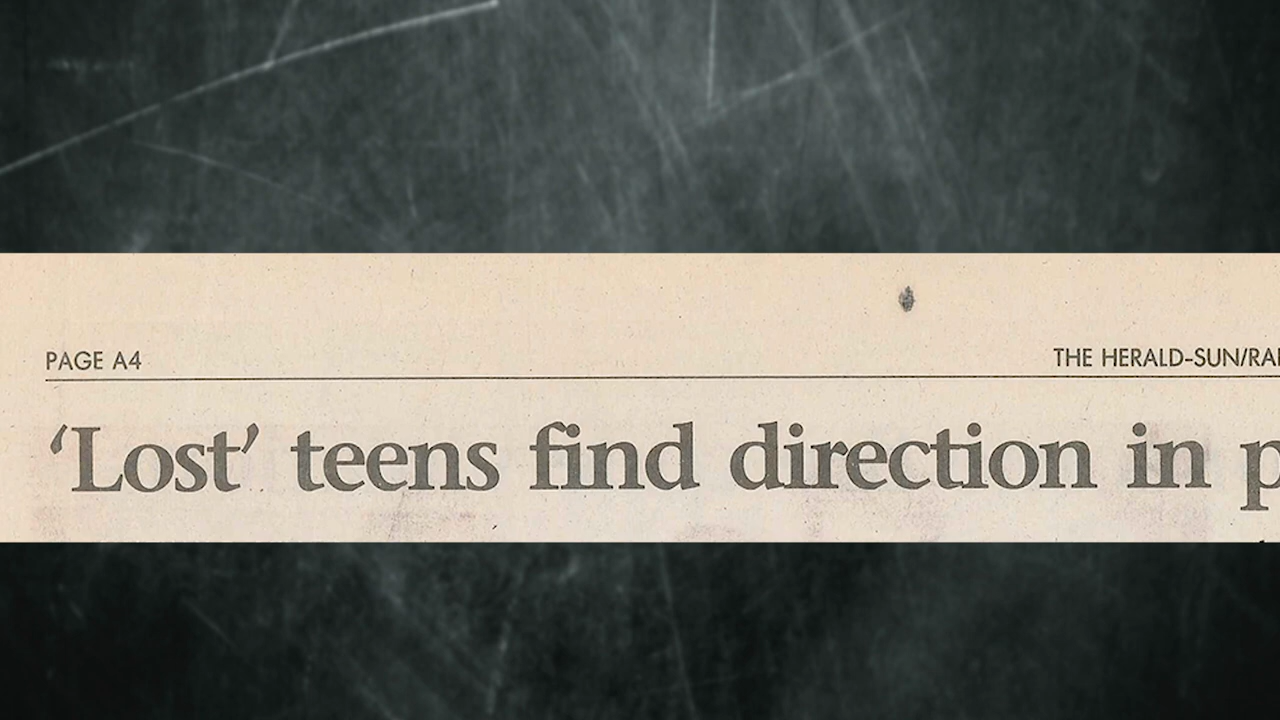 PAGE A4
THE HERALD-SUN/RA
‘Lost’ teens find direction in p